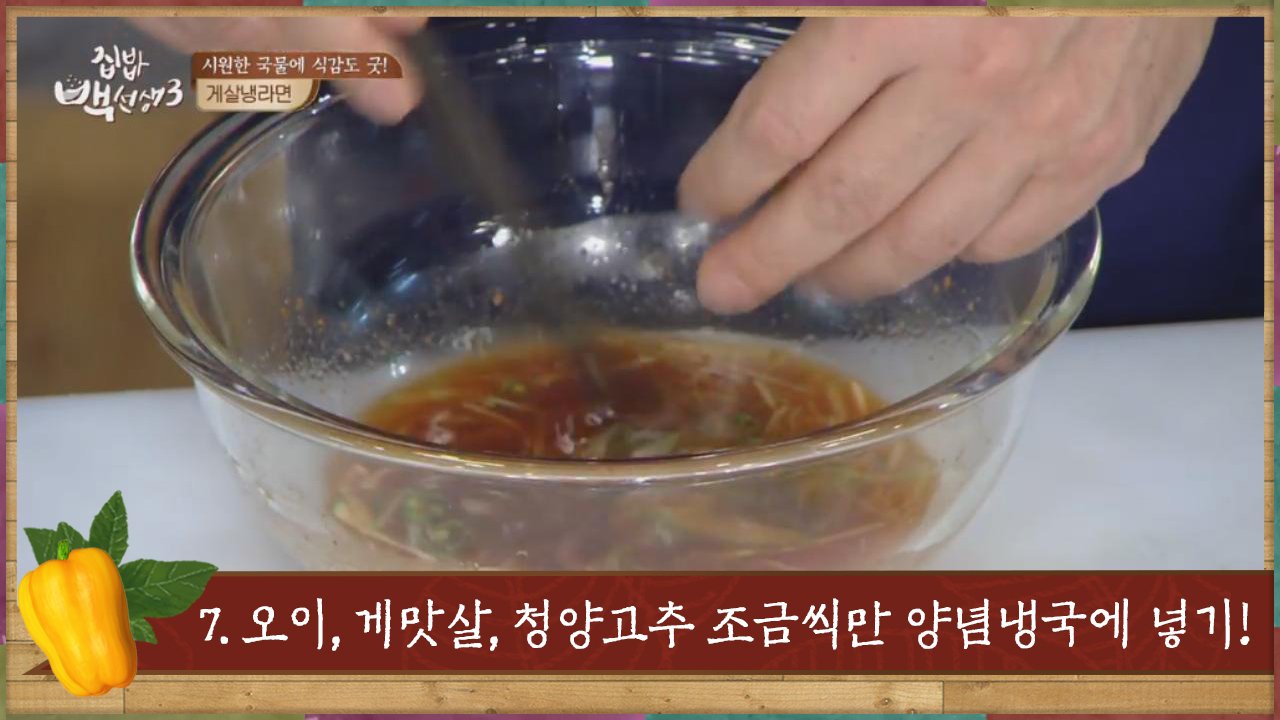 집밥
백선생3
시원한 국물에 식감도 굿!
게살냉라면
7. 오이, 게맛살, 청양고추 조금씩만 양념냉국에 넣기!